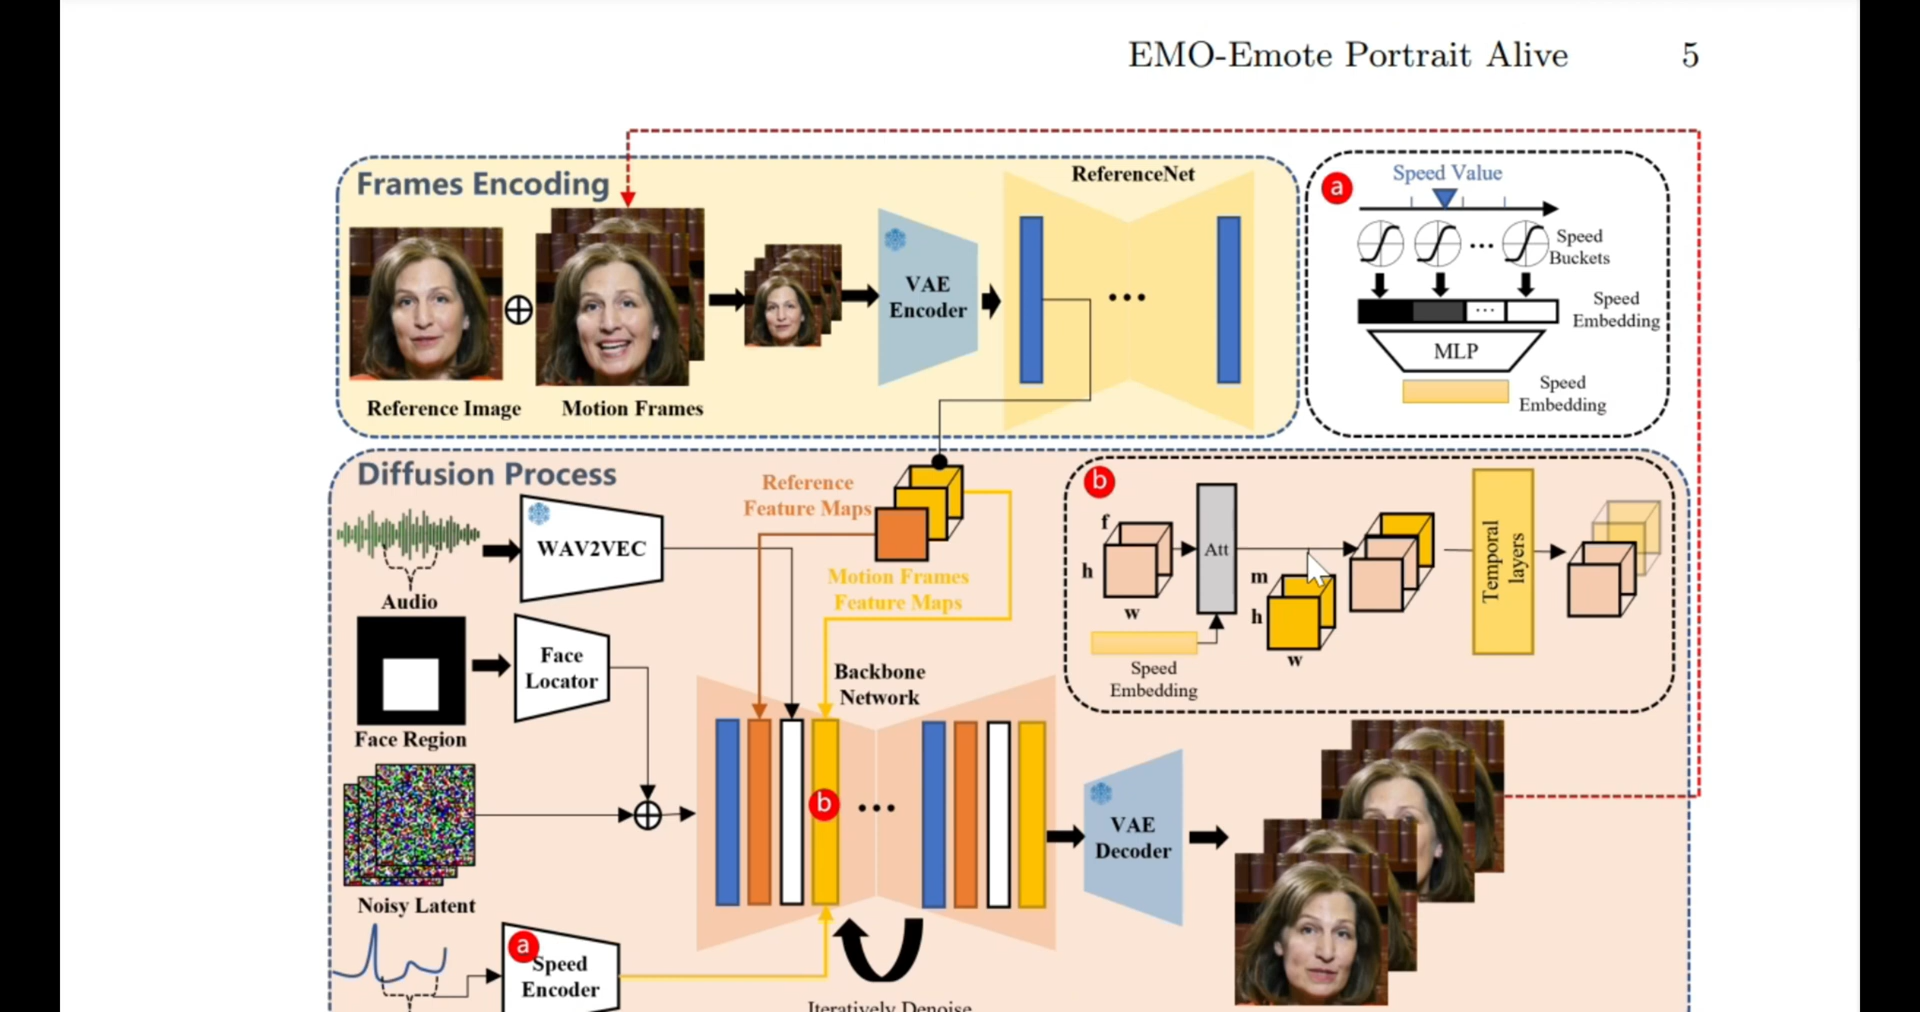 EMO-Emote Portrait Alive 5
Frames Encoding
ReferenceNet
VAE
Encoder
Reference Image
Motion Frames
a
Speed Value
Speed
Buckets
Speed
Embedding
MLP
Speed
Embedding
Diffusion Process
WAV2VEC
Audio
Reference
Feature Maps
Motion Frames
Feature Maps
b
f
h
w
Att
m
h
w
Speed
Embedding
Temporal
layers
Face
Locator
Face Region
Backbone
Network
b
Noisy Latent
VAE
Decoder
a
Speed
Encoder
Iteratively Denoise